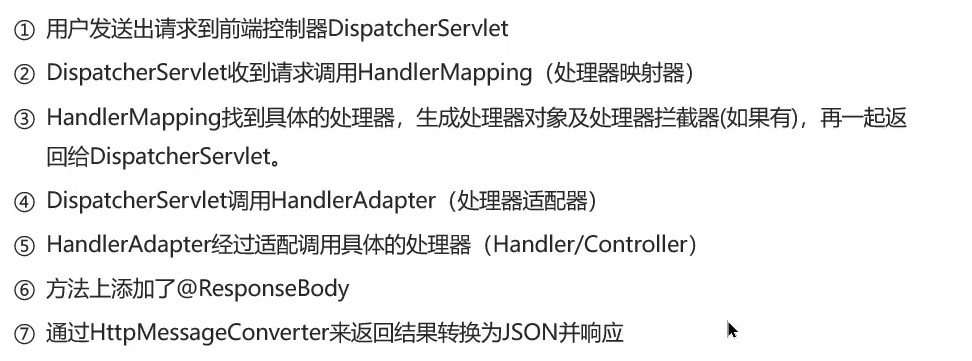 ① 用户发送出请求到前端控制器DispatcherServlet
② DispatcherServlet收到请求调用HandlerMapping（处理器映射器）
③ HandlerMapping找到具体的处理器，生成处理器对象及处理器拦截器(如果有)，再一起返
回给DispatcherServlet。
④ DispatcherServlet调用HandlerAdapter（处理器适配器）
⑤ HandlerAdapter经过适配调用具体的处理器（Handler/Controller）
⑥ 方法上添加了@ResponseBody
⑦ 通过HttpMessageConverter来返回结果转换为JSON并响应